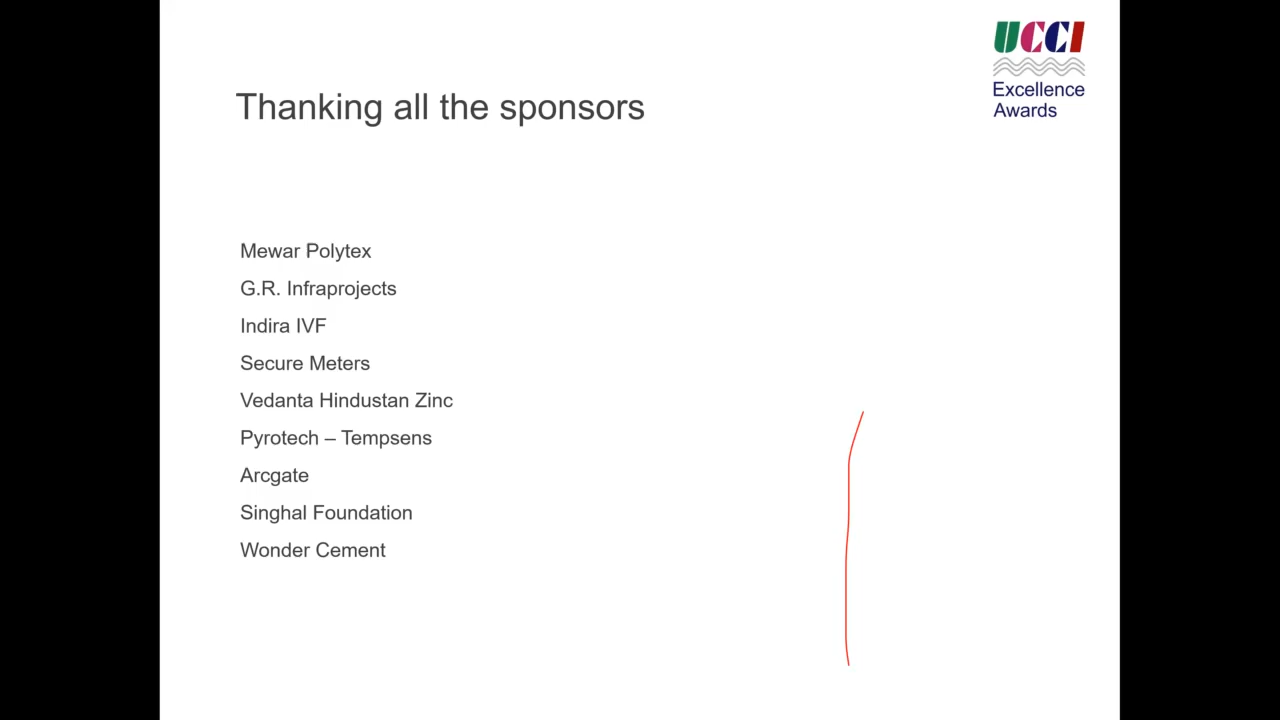 UCCI
Excellence
Awards
Thanking all the sponsors
Mewar Polytex
G.R. Infraprojects
Indira IVF
Secure Meters
Vedanta Hindustan Zinc
Pyrotech – Tempsens
Arcgate
Singhal Foundation
Wonder Cement